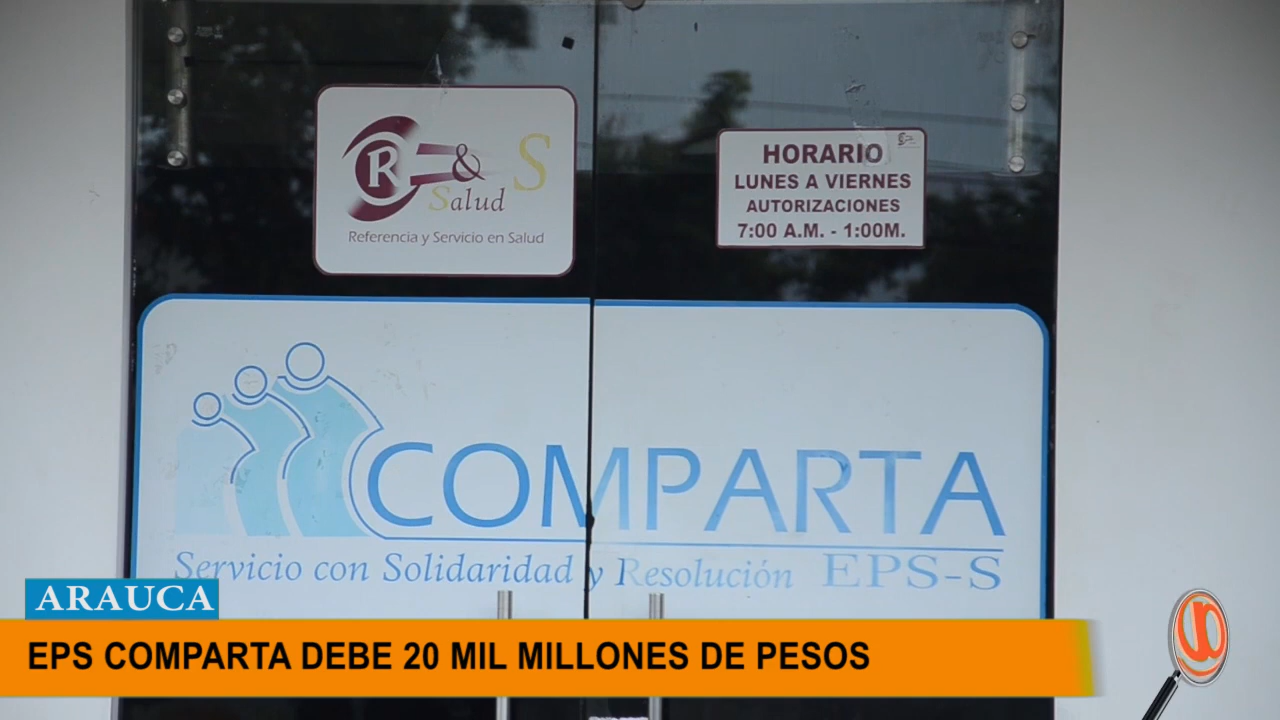 R & S
Salud
Referencia y Servicio en Salud
HORARIO
LUNES A VIERNES
AUTORIZACIONES
7:00 A.M. - 1:00M.
COMPARTA
Servicio con Solidaridad y Resolución EPS-S
ARAUCA
EPS COMPARTA DEBE 20 MIL MILLONES DE PESOS